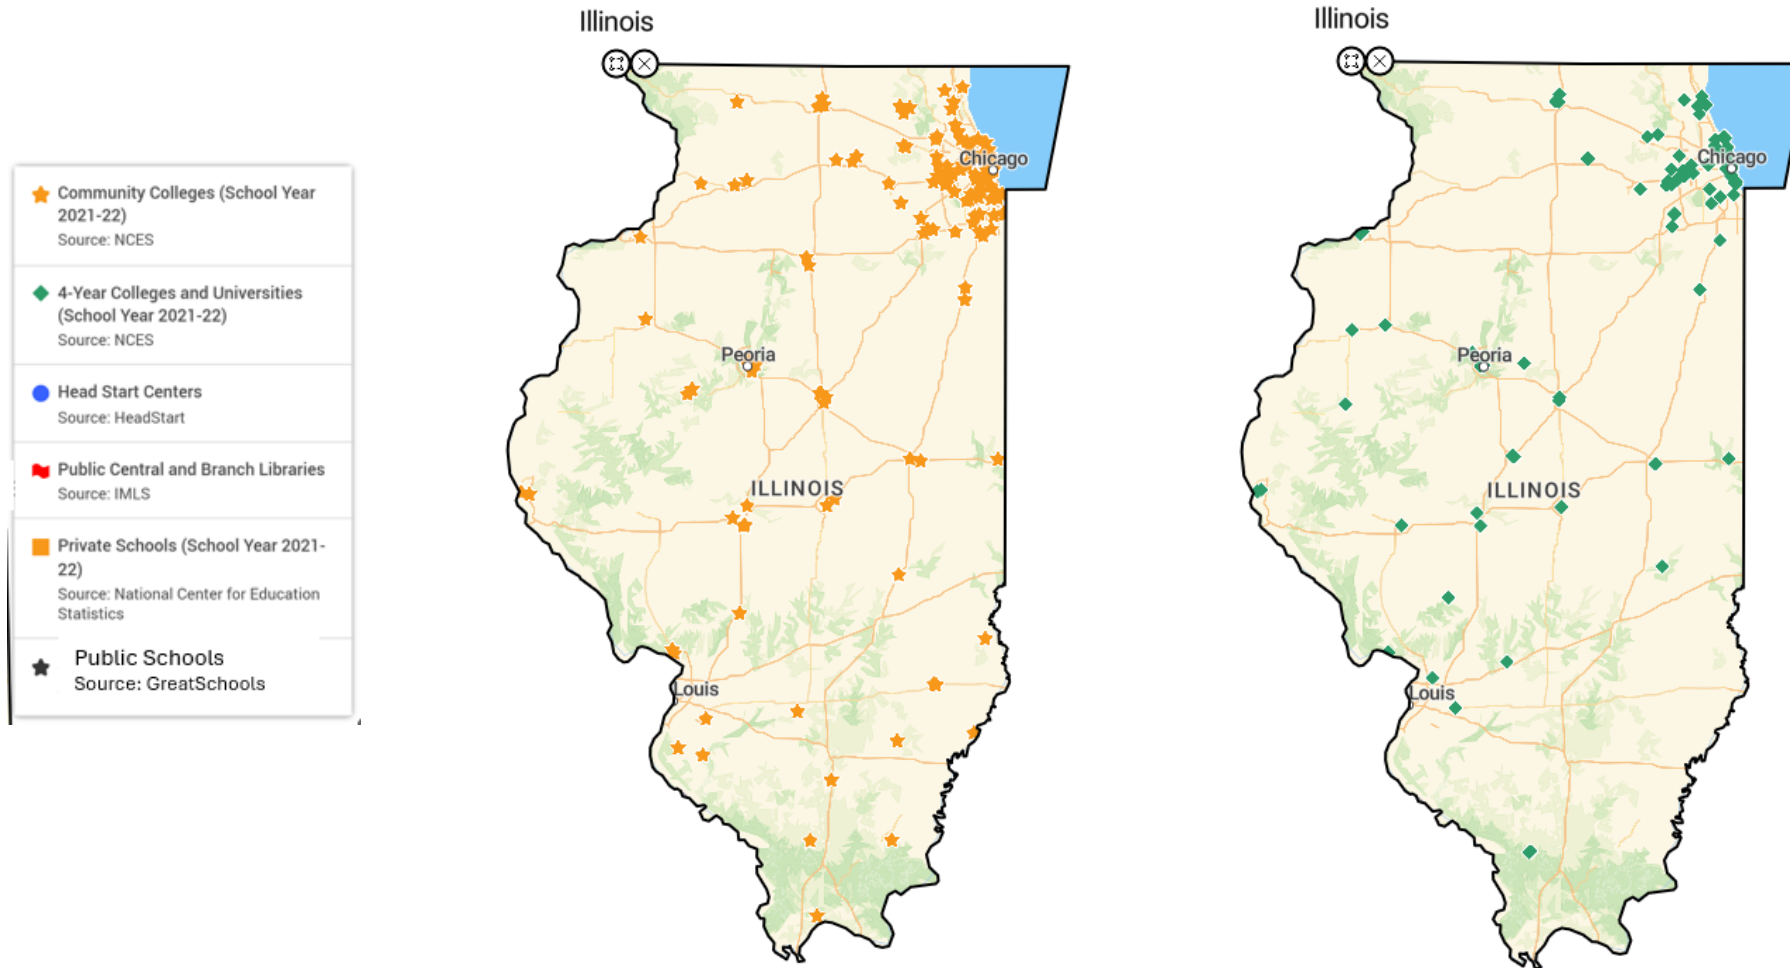 Community Colleges (School Year
2021-22)
Source: NCES
4-Year Colleges and Universities
(School Year 2021-22)
Source: NCES
Head Start Centers
Source: HeadStart
Public Central and Branch Libraries
Source: IMLS
Private Schools (School Year 2021-
22)
Source: National Center for Education
Statistics
Public Schools
Source: GreatSchools
Illinois
Chicago
Peoria
ILLINOIS
Louis
Illinois
Chicago
Peoria
ILLINOIS
Louis